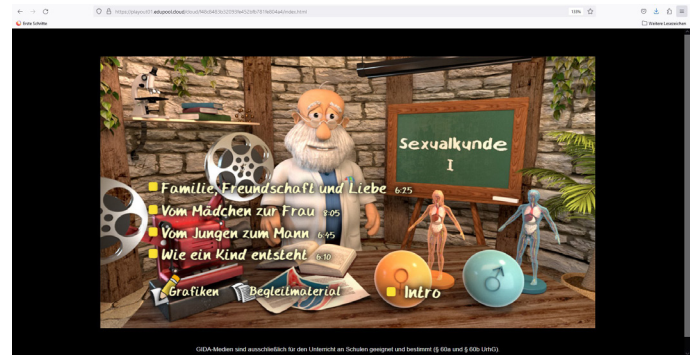 Erste Schritte
Weitere Lesezeichen
Sexualkunde
I
Familie, Freundschaft und Liebe 6:25
Vom Mädchen zur Frau 8:05
Vom Jungen zum Mann 6:45
Wie ein Kind entsteht 6:10
Grafiken
Begleitmaterial
Intro
GIDA-Medien sind ausschließlich für den Unterricht an Schulen geeignet und bestimmt (§ 60a und § 60b UrhG).